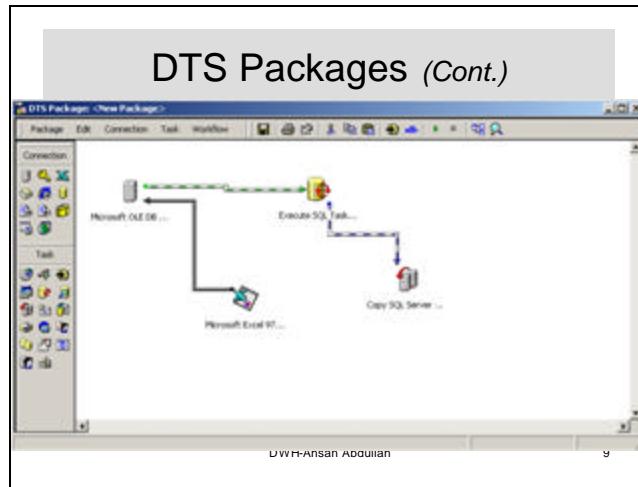 DTS Packages (Cont.)
DTS Package: <New Package>
Package Edit Connection Task Workflow
Connection
Microsoft OLE DB ...
Execute SQL Task...
Task
Copy SQL Server ...
Microsoft Excel 97...
DWH-Ahsan Abdullah
9